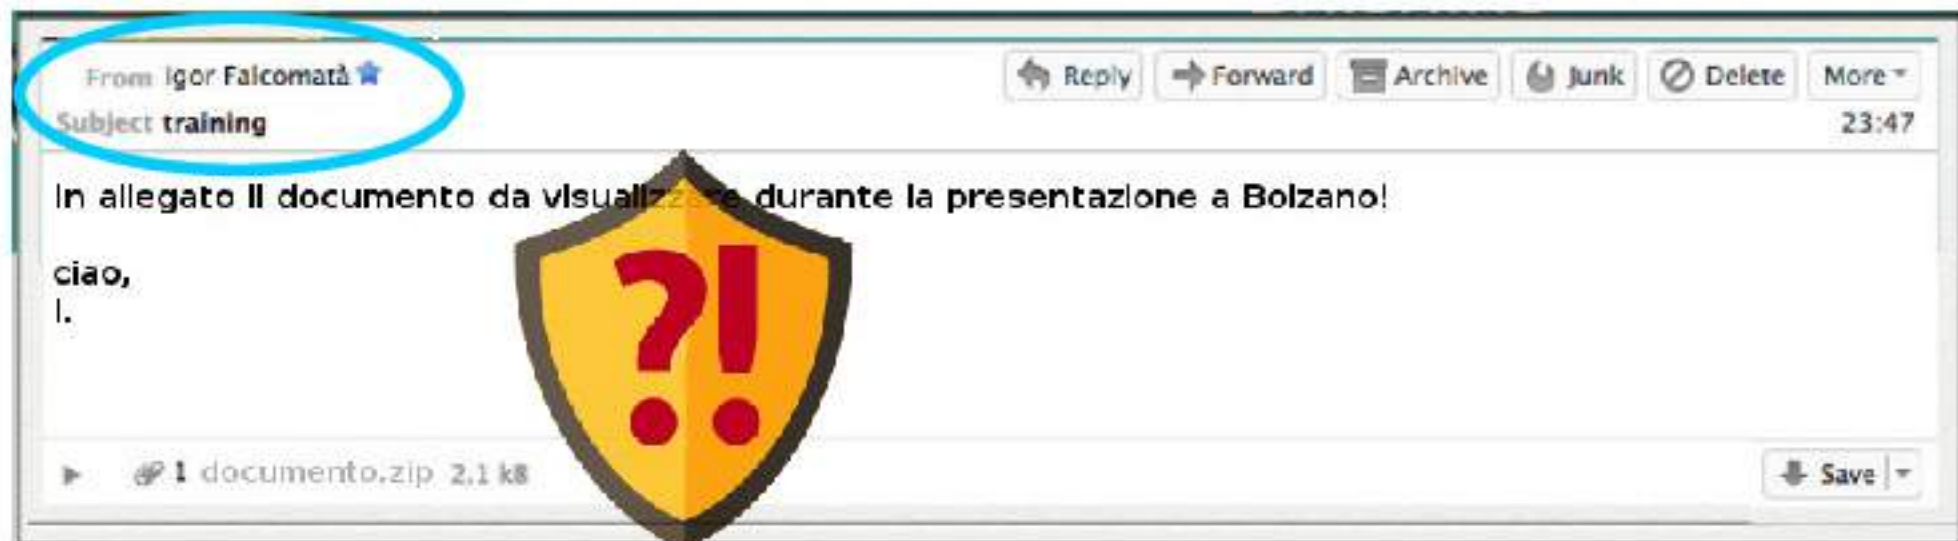 From Igor Falcomatà
Reply Forward Archive Junk Delete More
Subject training
23:47
In allegato il documento da visualizzare durante la presentazione a Bolzano!
ciao,
I.
?!
1 documento.zip 2.1 kB
Save